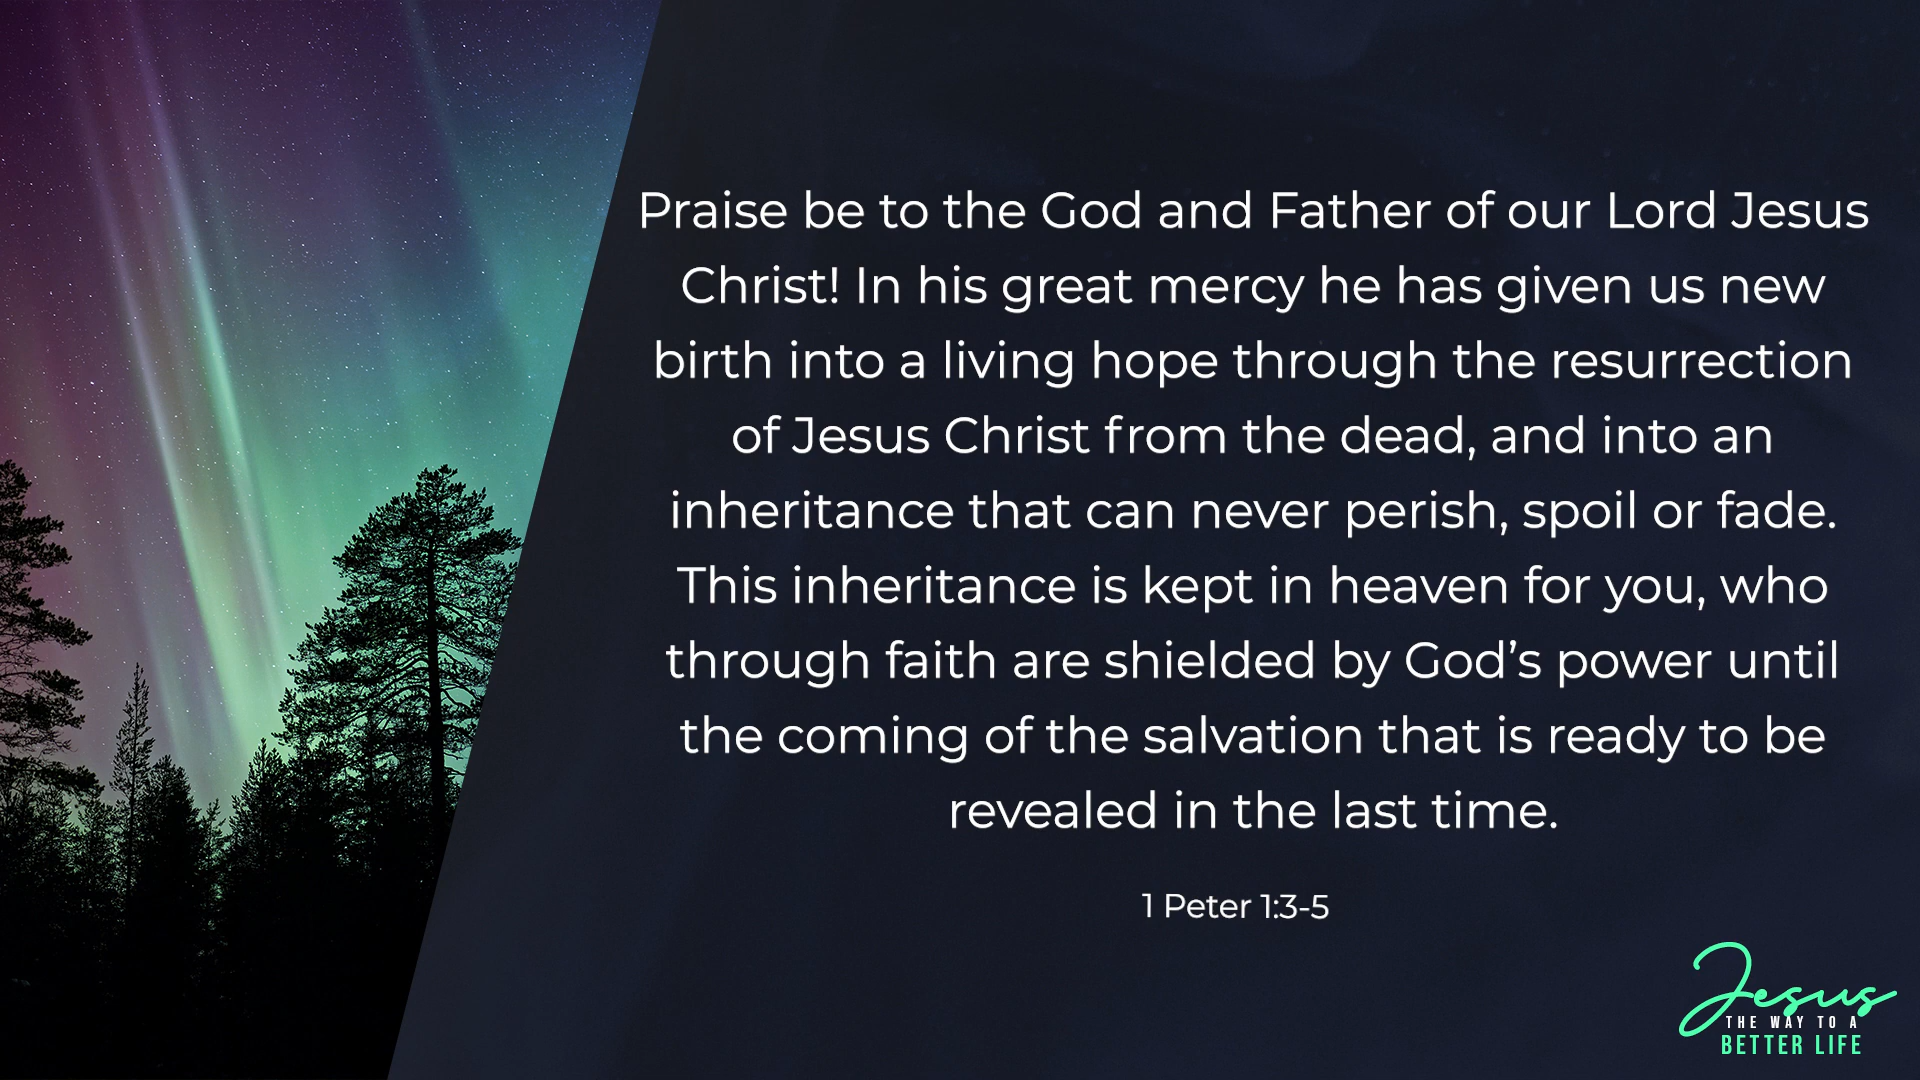 Praise be to the God and Father of our Lord Jesus
Christ! In his great mercy he has given us new
birth into a living hope through the resurrection
of Jesus Christ from the dead, and into an
inheritance that can never perish, spoil or fade.
This inheritance is kept in heaven for you, who
through faith are shielded by God’s power until
the coming of the salvation that is ready to be
revealed in the last time.
1 Peter 1:3-5
Jesus
THE WAY TO A
BETTER LIFE